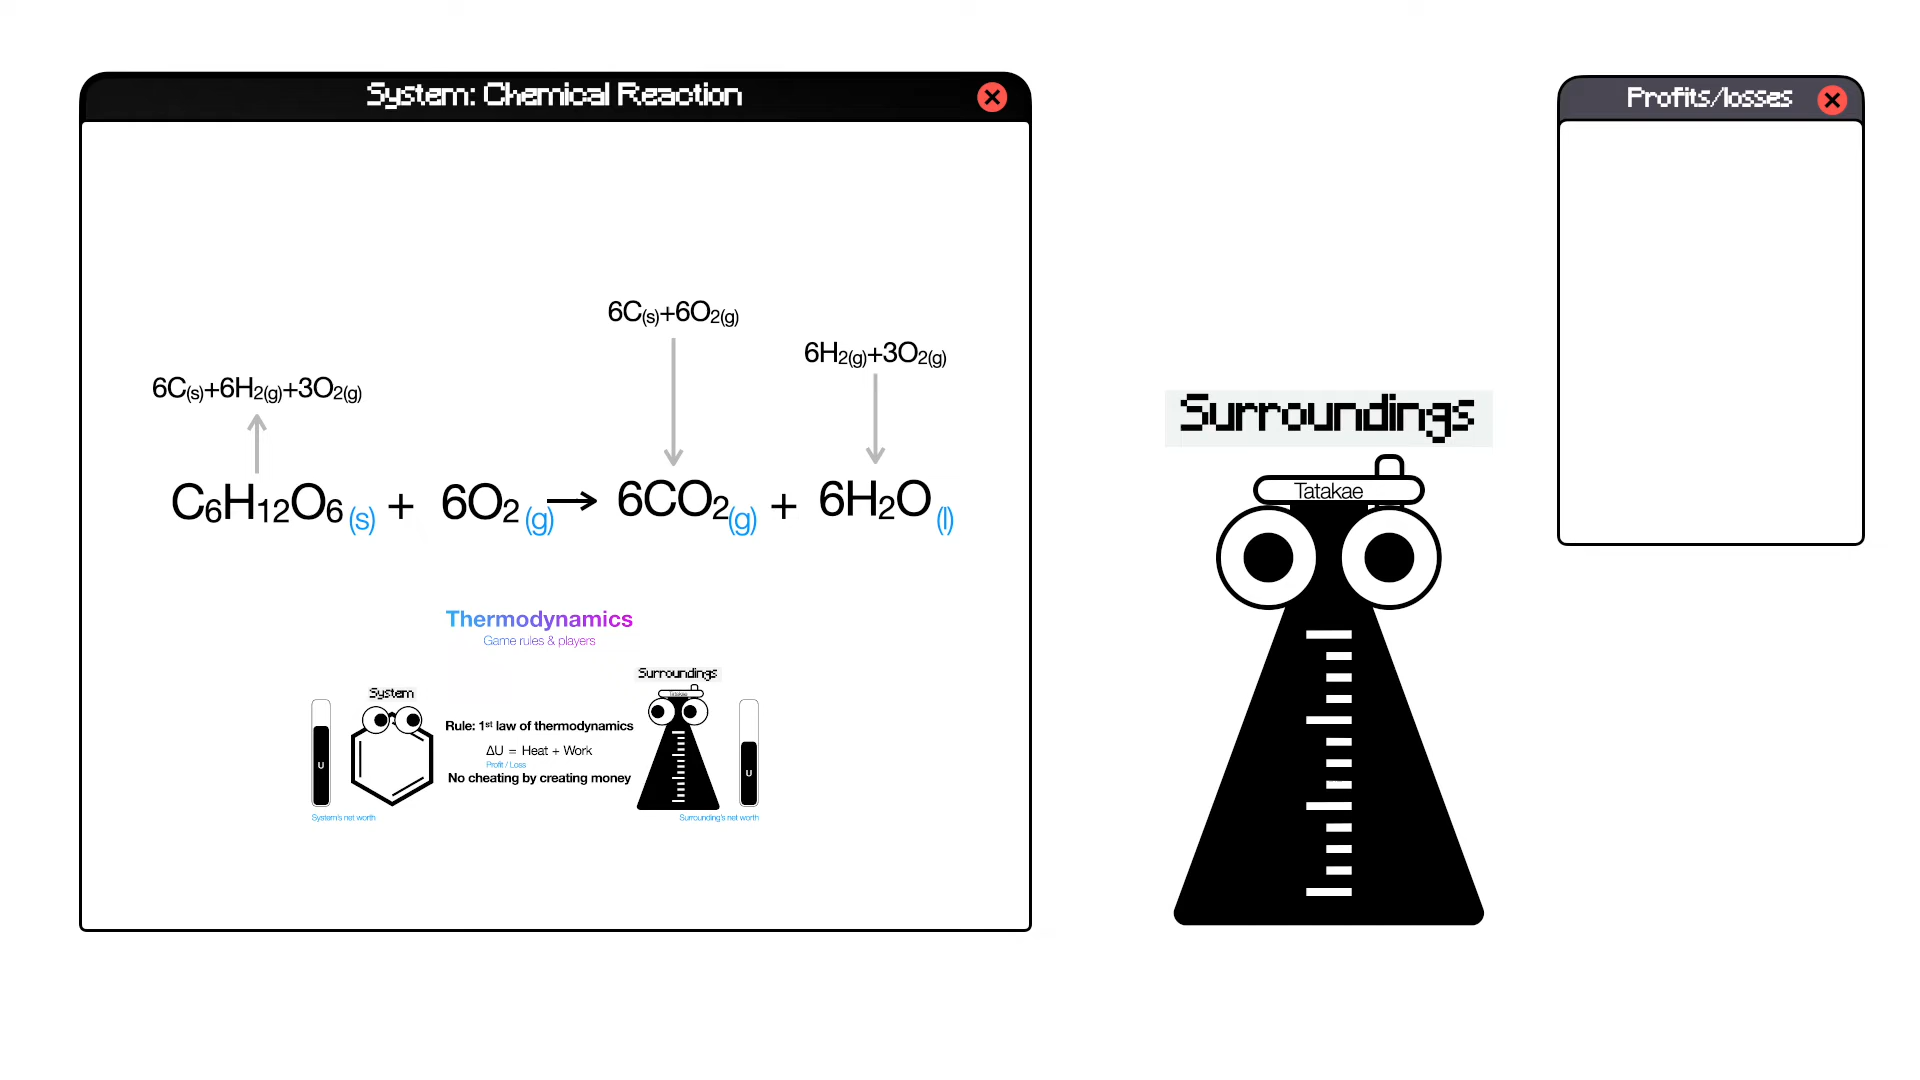 System: Chemical Reaction
Profits/losses
6C(s)+6O2(g)
6H2(g)+3O2(g)
6C(s)+6H2(g)+3O2(g)
C6H12O6 (s) + 6O2 (g) → 6CO2(g) + 6H2O (l)
Surroundings
Tatakae
Thermodynamics
Game rules & players
System
Surroundings
Tatakae
Rule: 1st law of thermodynamics
ΔU = Heat + Work
Profit / Loss
No cheating by creating money
U
U
System's net worth
Surrounding's net worth